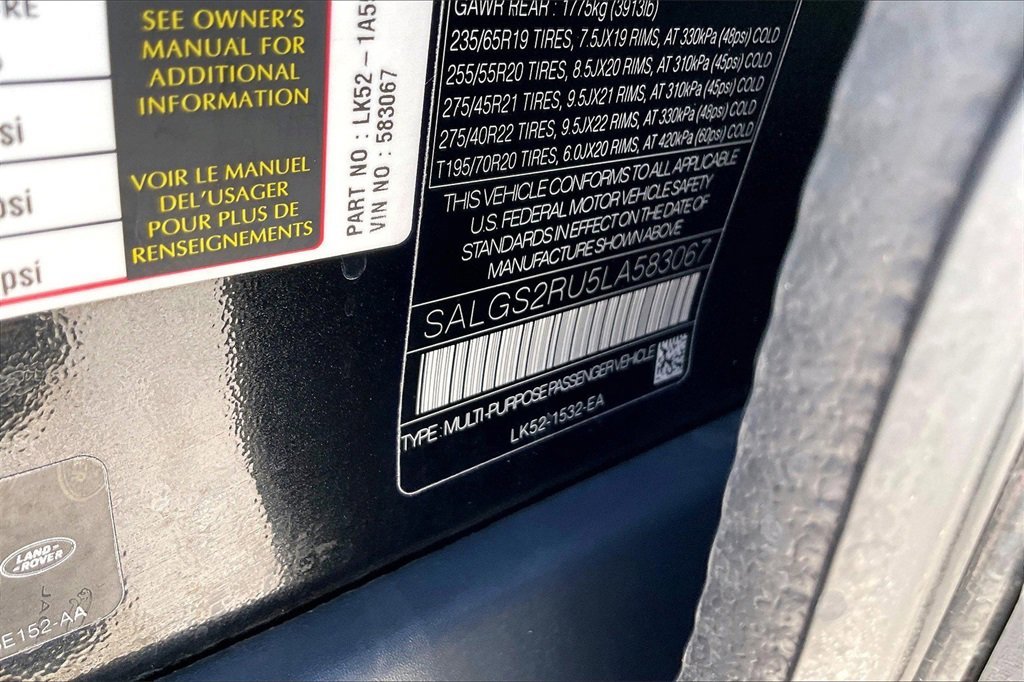 RE
SEE OWNER'S
MANUAL FOR
ADDITIONAL
INFORMATION
psi
psi
psi
VOIR LE MANUEL
DEL'USAGER
POUR PLUS DE
RENSEIGNEMENTS
PART NO : LK52-1A5
VIN NO : 583067
GAWR REAR : 1775kg (3913lb)
235/65R19 TIRES, 7.5JX19 RIMS, AT 330kPa (48psi) COLD
255/55R20 TIRES, 8.5JX20 RIMS, AT 310kPa (45psi) COLD
275/45R21 TIRES, 9.5JX21 RIMS, AT 310kPa (45psi) COLD
275/40R22 TIRES, 9.5JX22 RIMS, AT 330kPa (48psi) COLD
T195/70R20 TIRES, 6.0JX20 RIMS, AT 420kPa (60psi) COLD
THIS VEHICLE CONFORMS TO ALL APPLICABLE
U.S. FEDERAL MOTOR VEHICLE SAFETY
STANDARDS IN EFFECT ON THE DATE OF
MANUFACTURE SHOWN ABOVE
SALGS2RU5LA583067
TYPE : MULTI-PURPOSE PASSENGER VEHICLE
LK52-1532-EA
LAND
ROVER
E152-AA